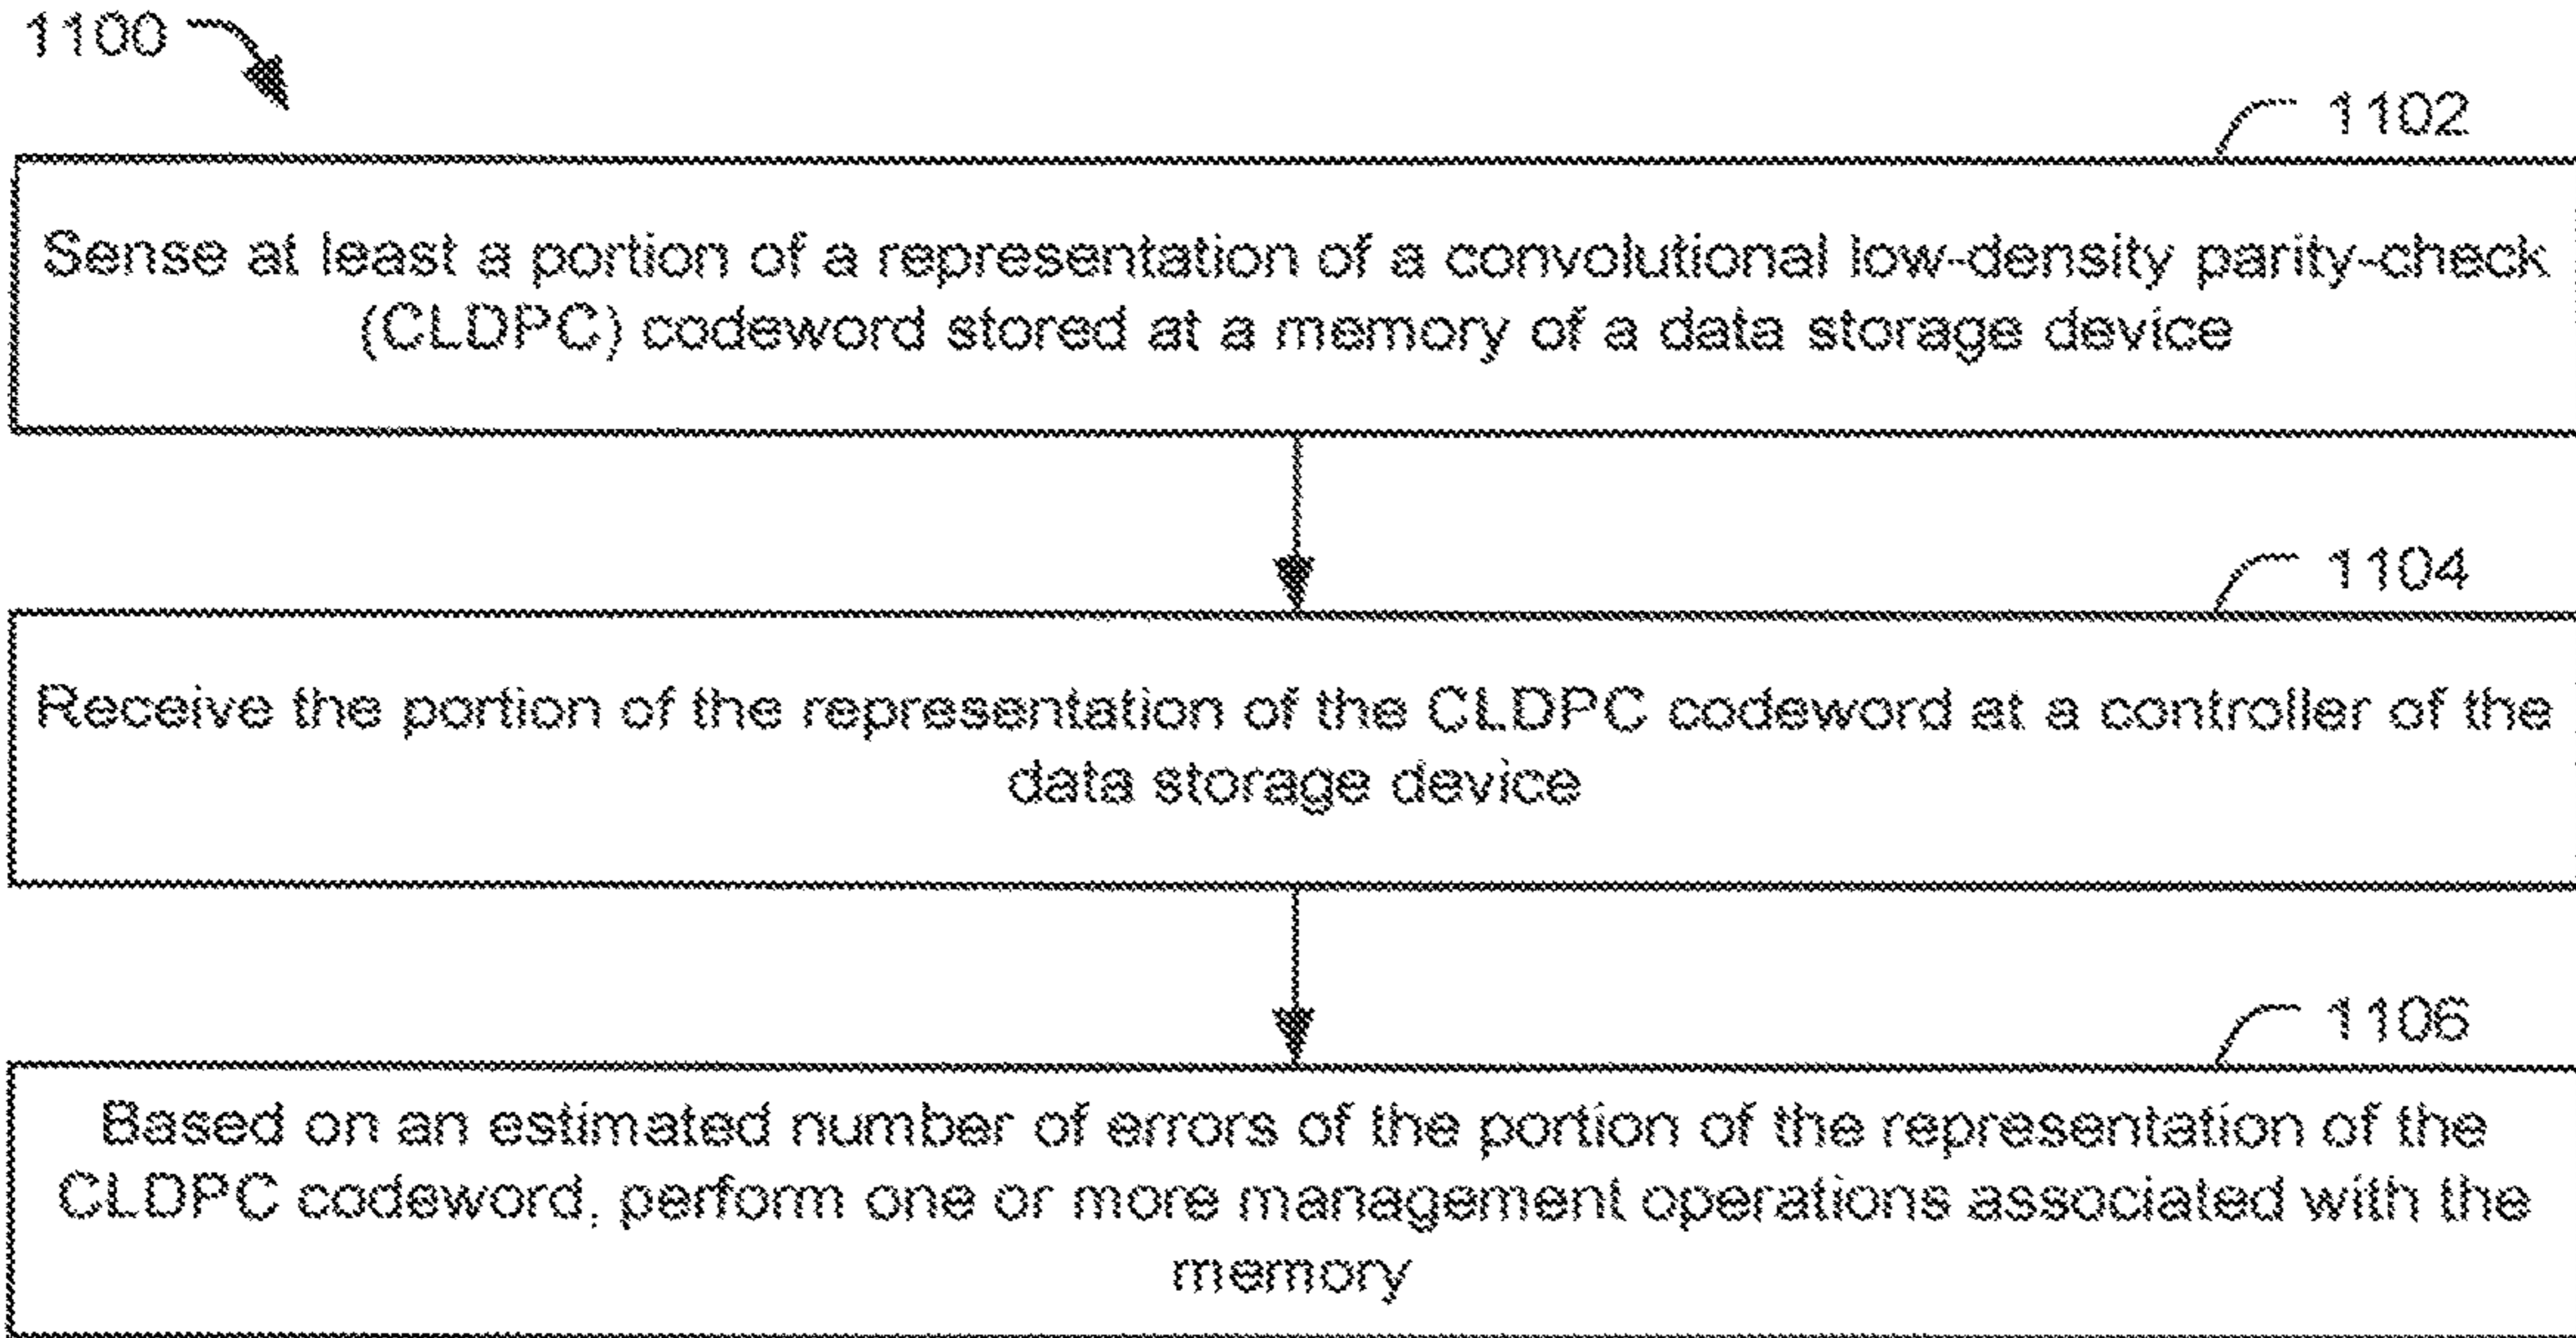 1100
1102
Sense at least a portion of a representation of a convolutional low-density parity-check
(CLDPC) codeword stored at a memory of a data storage device
1104
Receive the portion of the representation of the CLDPC codeword at a controller of the
data storage device
1106
Based on an estimated number of errors of the portion of the representation of the
CLDPC codeword, perform one or more management operations associated with the
memory